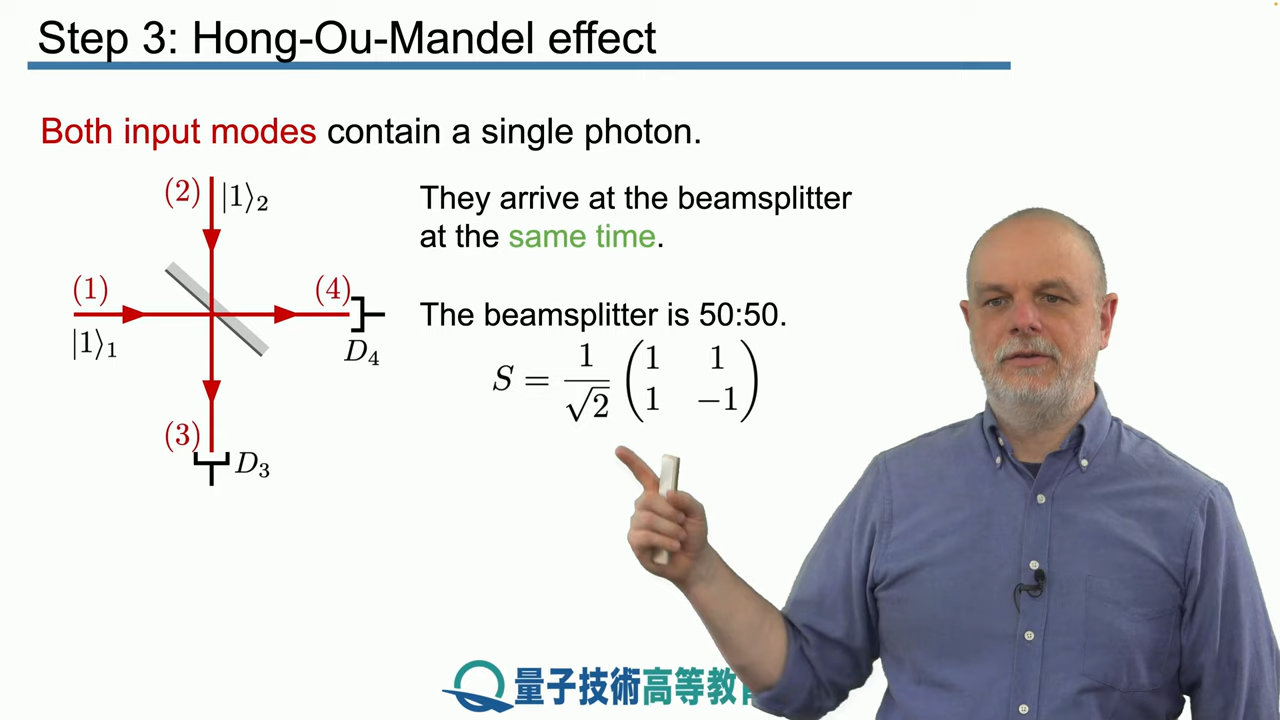 Step 3: Hong-Ou-Mandel effect
Both input modes contain a single photon.
(2) |1⟩₂
They arrive at the beamsplitter
at the same time.
(1) (4)
|1⟩₁ D₄
The beamsplitter is 50:50.
S = 1/√2 (1 1
1 −1)
(3) D₃
量子技術高等教